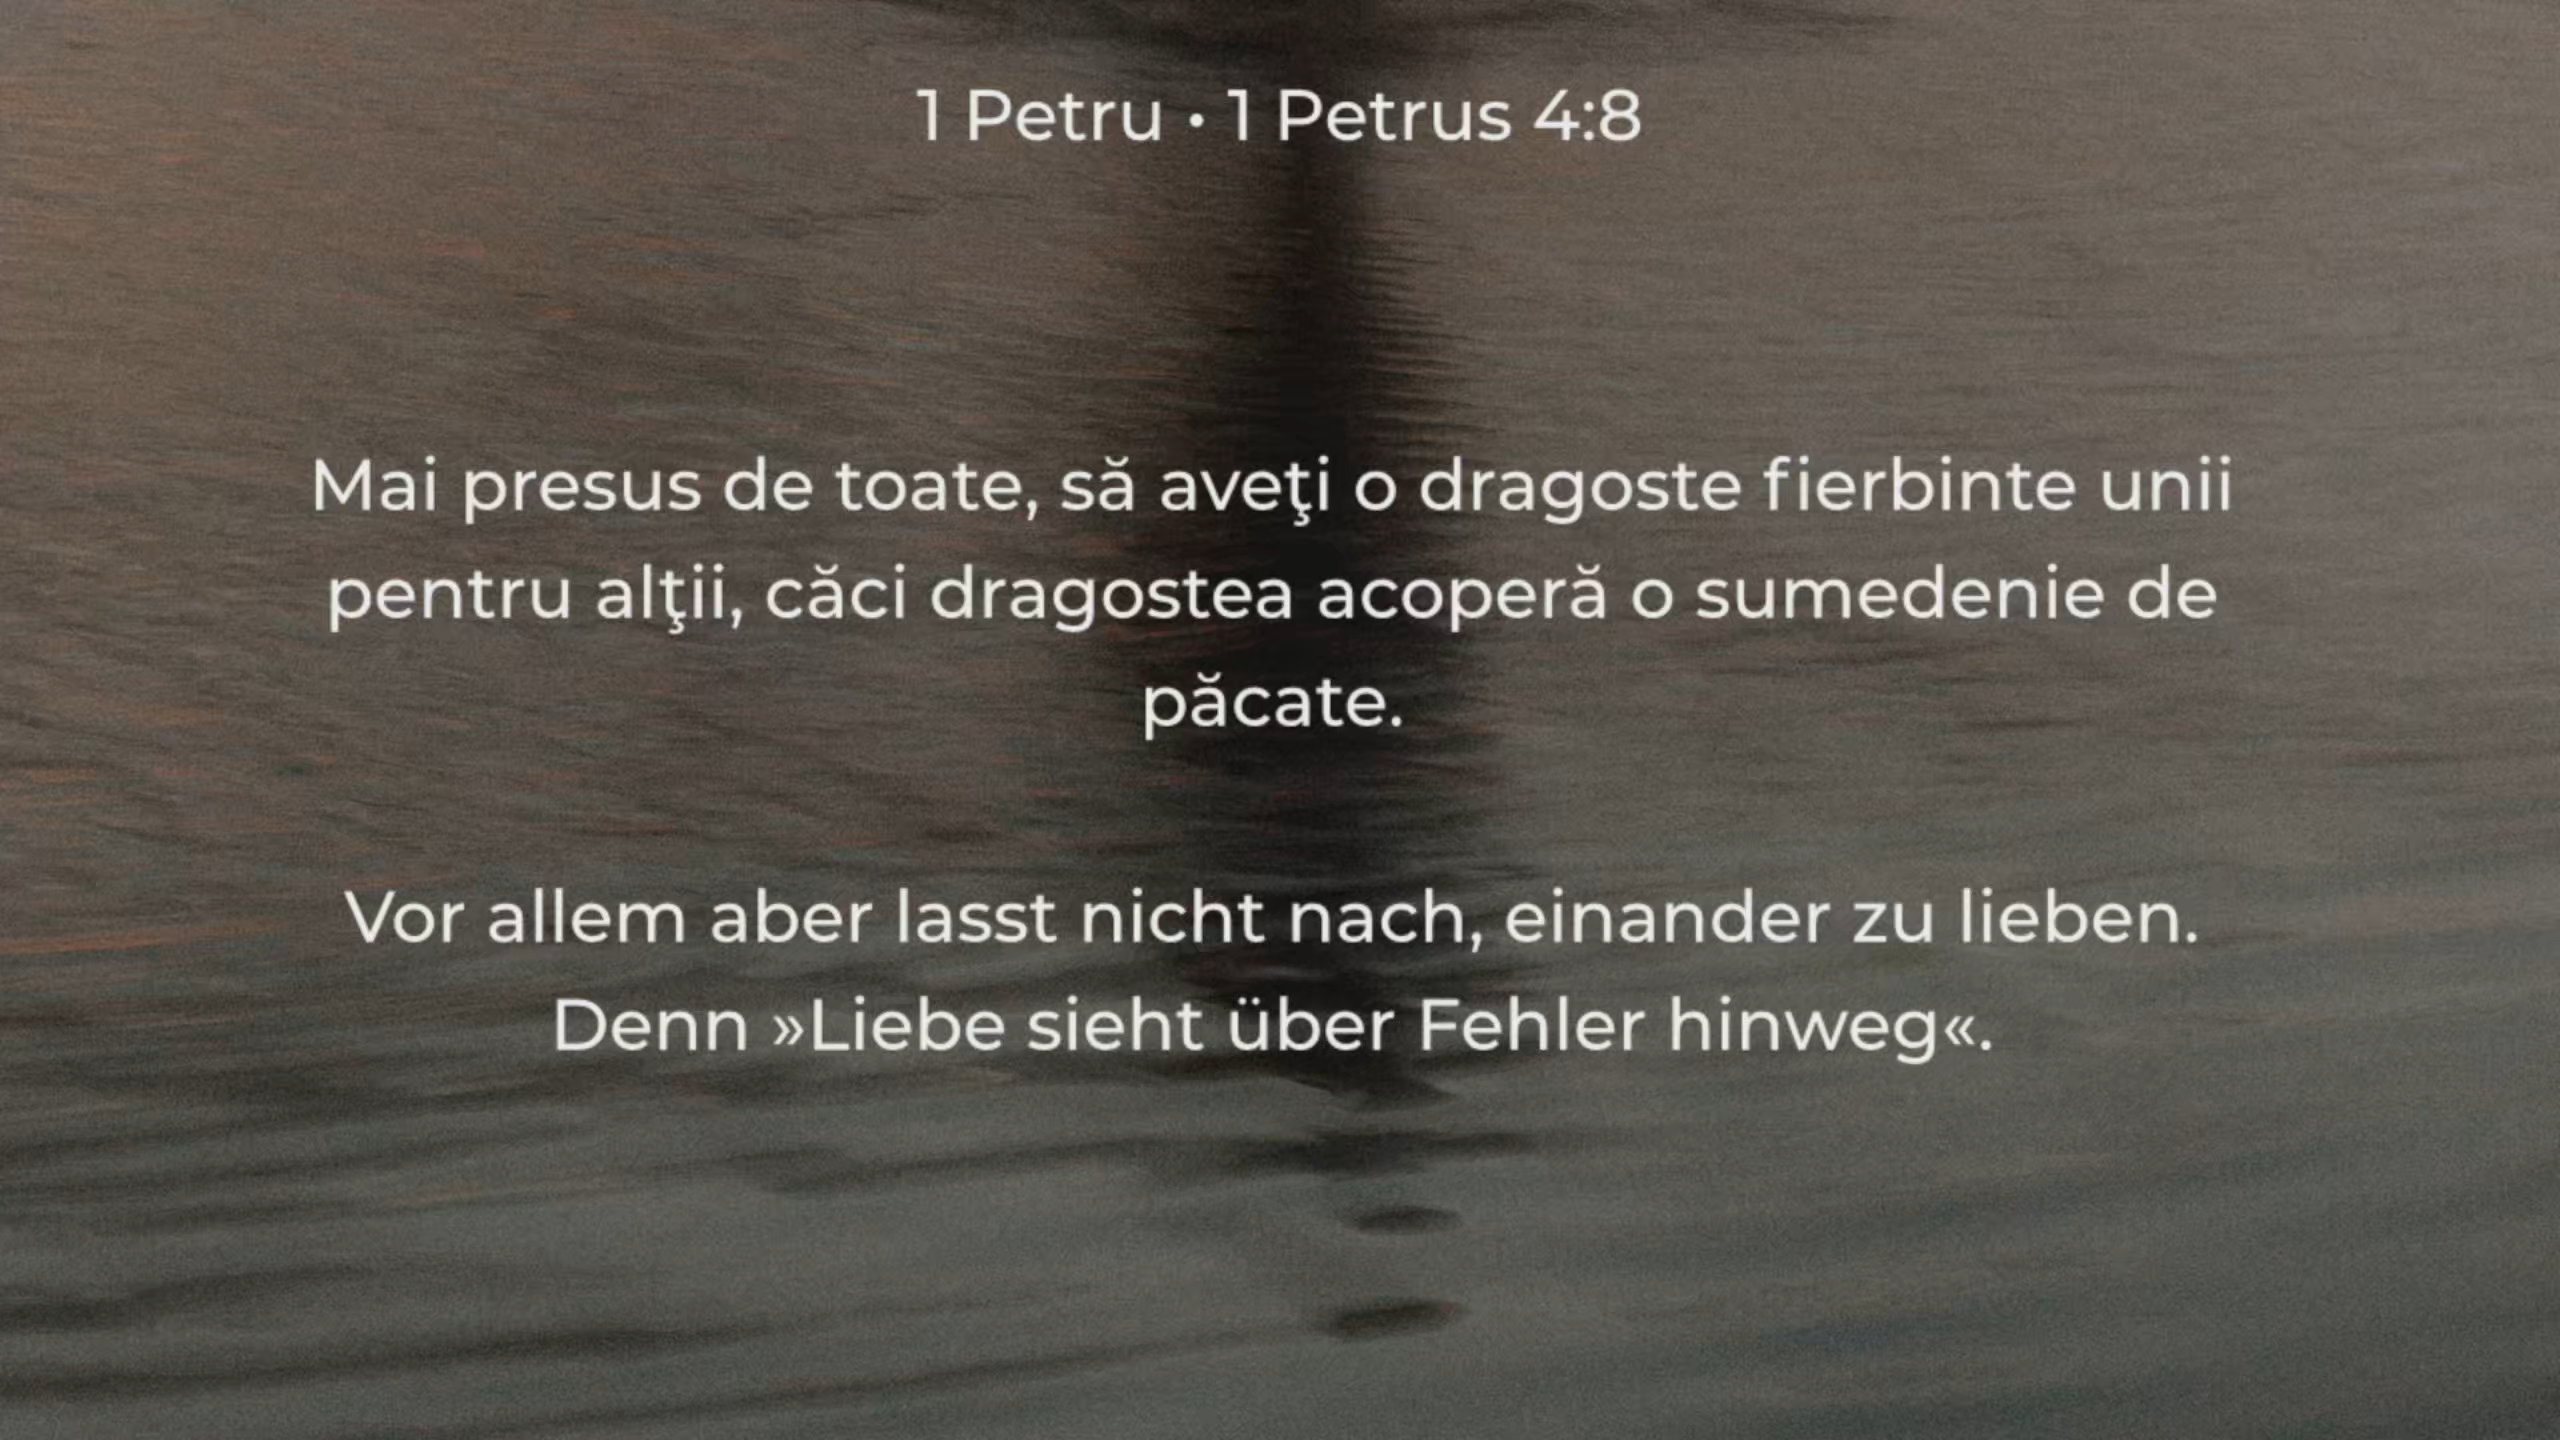 1 Petru • 1 Petrus 4:8
Mai presus de toate, să aveţi o dragoste fierbinte unii
pentru alţii, căci dragostea acoperă o sumedenie de
păcate.
Vor allem aber lasst nicht nach, einander zu lieben.
Denn »Liebe sieht über Fehler hinweg«.